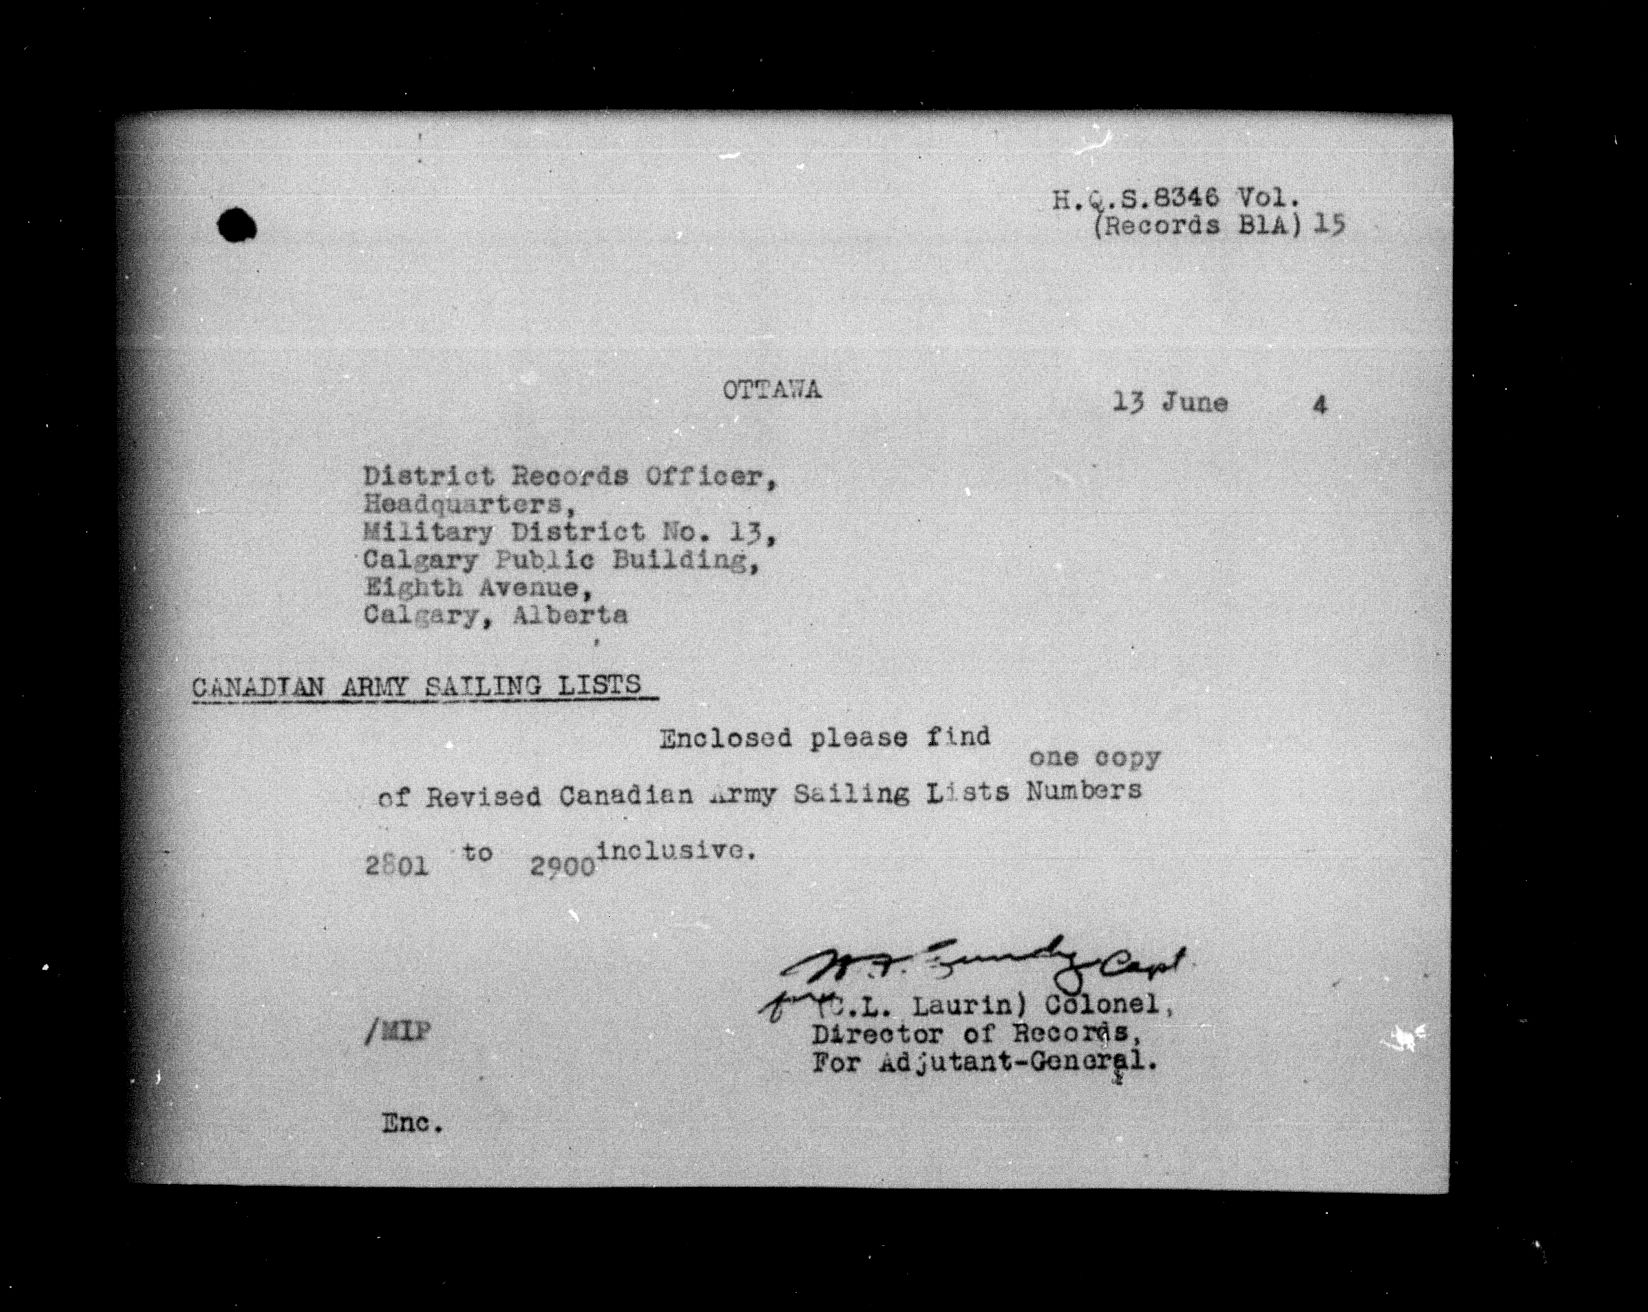 H.Q.S.8346 Vol.
(Records B1A) 15
OTTAWA
13 June 4
District Records Officer,
Headquarters,
Military District No. 13,
Calgary Public Building,
Eighth Avenue,
Calgary, Alberta
CANADIAN ARMY SAILING LISTS
Enclosed please find
one copy
of Revised Canadian Army Sailing Lists Numbers
2801 to 2900 inclusive.
Capt.
for (C.L. Laurin) Colonel,
/MIP
Director of Records,
For Adjutant-General.
Enc.